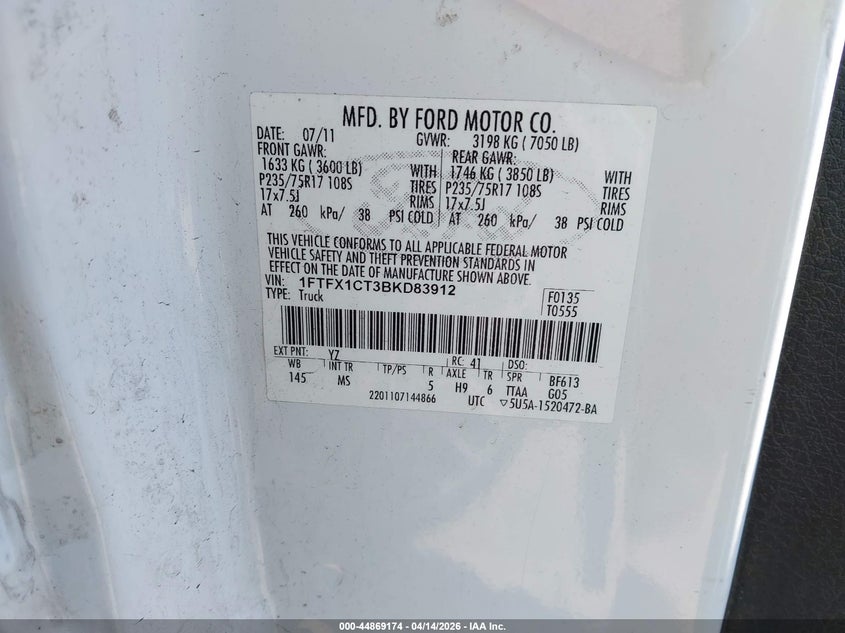 MFD. BY FORD MOTOR CO.
DATE: 07/11 GVWR: 3198 KG ( 7050 LB)
FRONT GAWR: REAR GAWR:
1633 KG ( 3600 LB) WITH 1746 KG ( 3850 LB) WITH
P235/75R17 108S TIRES P235/75R17 108S TIRES
17x7.5J RIMS 17x7.5J RIMS
AT 260 kPa/ 38 PSI COLD AT 260 kPa/ 38 PSI COLD
THIS VEHICLE CONFORMS TO ALL APPLICABLE FEDERAL MOTOR
VEHICLE SAFETY AND THEFT PREVENTION STANDARDS IN
EFFECT ON THE DATE OF MANUFACTURE SHOWN ABOVE.
VIN: 1FTFX1CT3BKD83912 F0135
TYPE: Truck T0555
EXT PNT: YZ RC: 41 DSO:
WB INT TR TP/PS R AXLE TR SPR BF613
145 MS 5 H9 6 TTAA G05
2201107144866 UTC ▽5U5A-1520472-BA
000-44869174 | 04/14/2026 | IAA Inc.